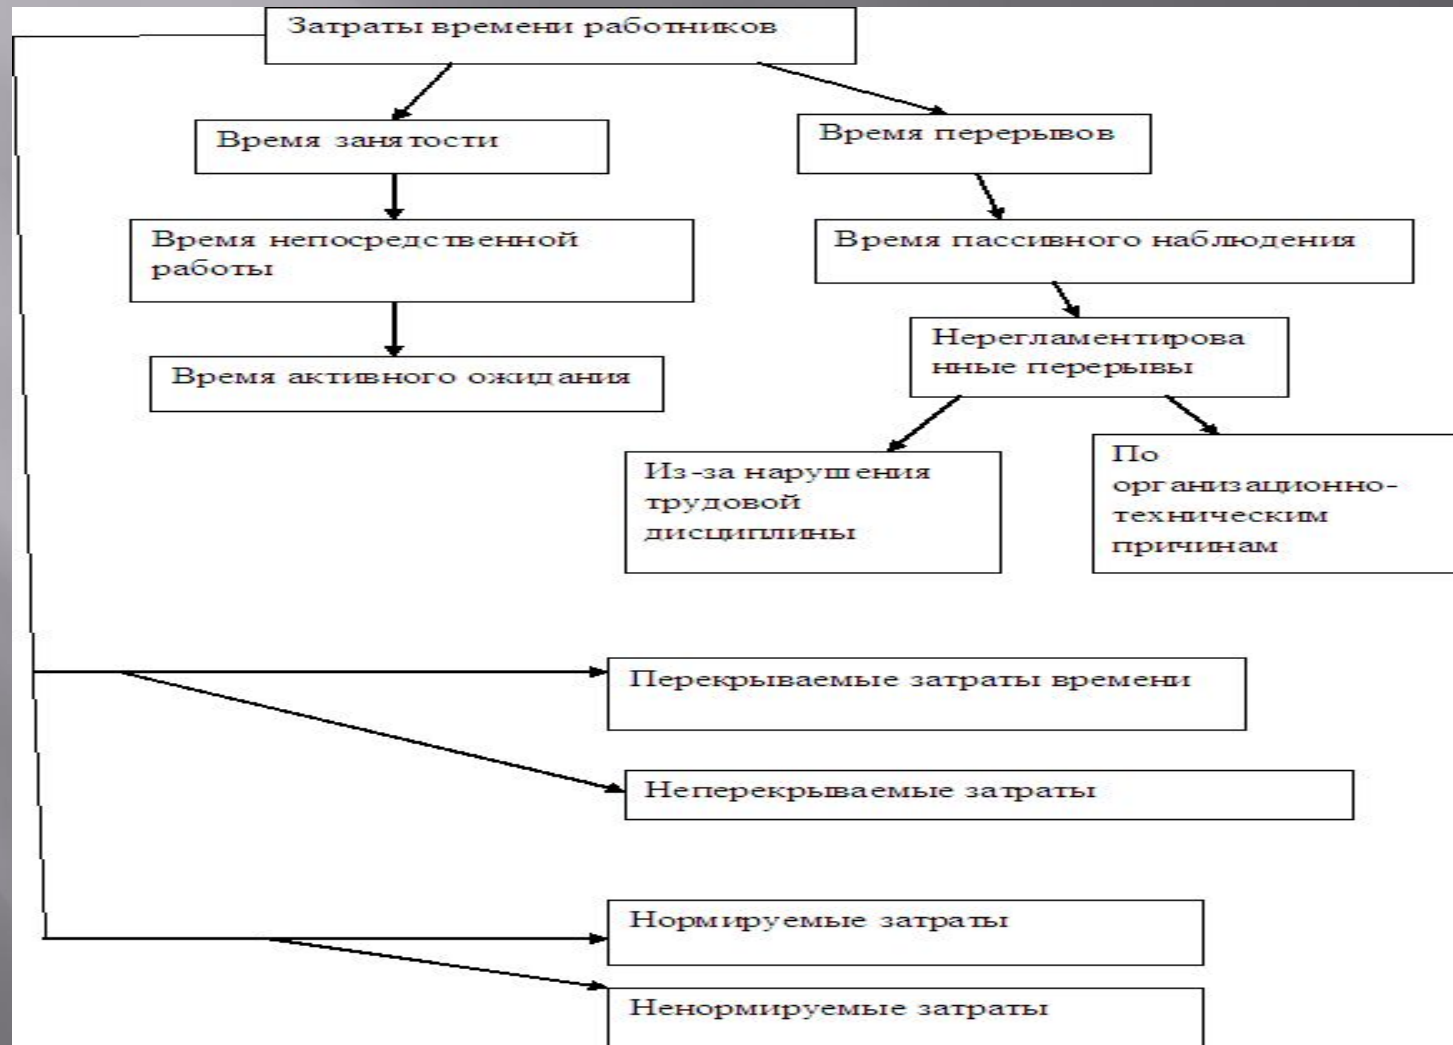 Затраты времени работников
Время занятости
Время перерывов
Время непосредственной
работы
Время пассивного наблюдения
Время активного ожидания
Нерегламентирова
нные перерывы
Из-за нарушения
трудовой
дисциплины
По
организационно-
техническим
причинам
Перекрываемые затраты времени
Неперекрываемые затраты
Нормируемые затраты
Ненормируемые затраты